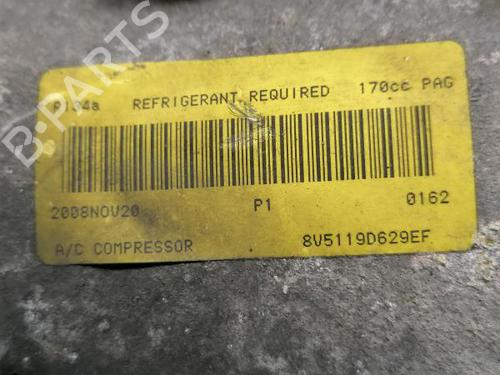 R134a REFRIGERANT REQUIRED 170cc PAG
2008NOV20 P1 0162
A/C COMPRESSOR 8V5119D629EF
B-PARTS